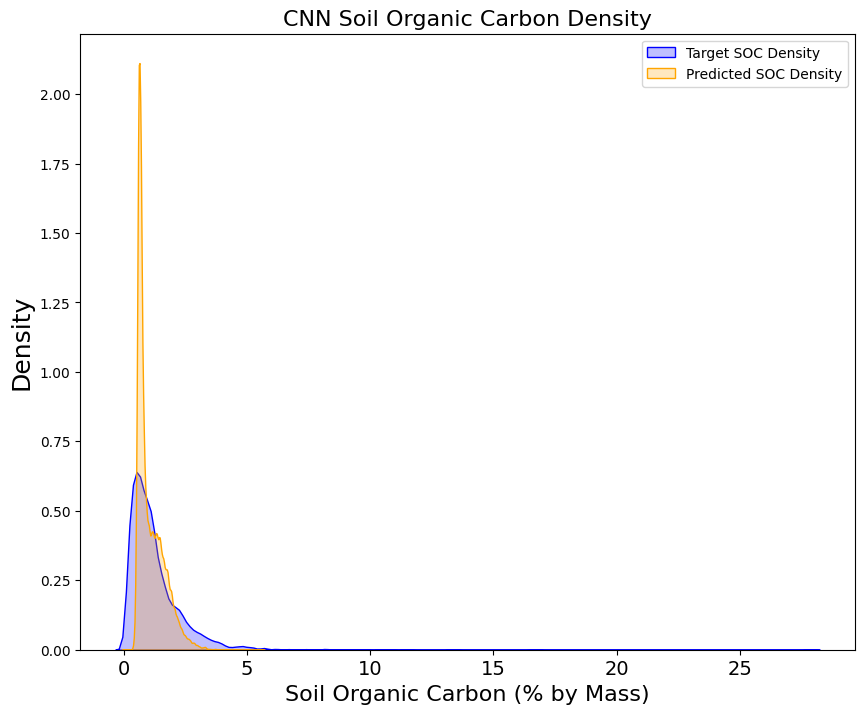 CNN Soil Organic Carbon Density
Target SOC Density
Predicted SOC Density
Density
2.00
1.75
1.50
1.25
1.00
0.75
0.50
0.25
0.00
0 5 10 15 20 25
Soil Organic Carbon (% by Mass)